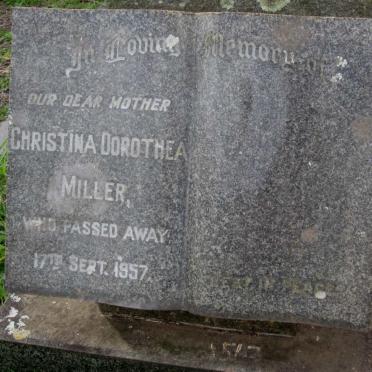 In Loving Memory of
OUR DEAR MOTHER
CHRISTINA DOROTHEA
MILLER,
WHO PASSED AWAY
17TH SEPT. 1957.
REST IN PEACE